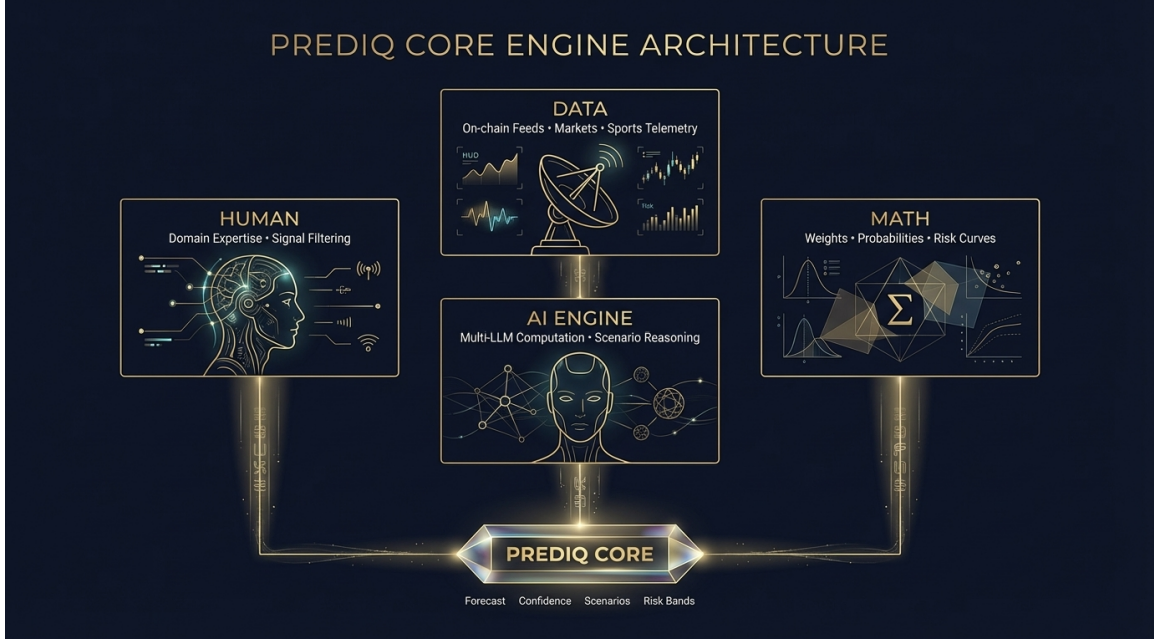 PREDIQ CORE ENGINE ARCHITECTURE
DATA
On-chain Feeds • Markets • Sports Telemetry
HUD
HUMAN
Domain Expertise • Signal Filtering
MATH
Weights • Probabilities • Risk Curves
Σ
AI ENGINE
Multi-LLM Computation • Scenario Reasoning
PREDIQ CORE
Forecast Confidence Scenarios Risk Bands